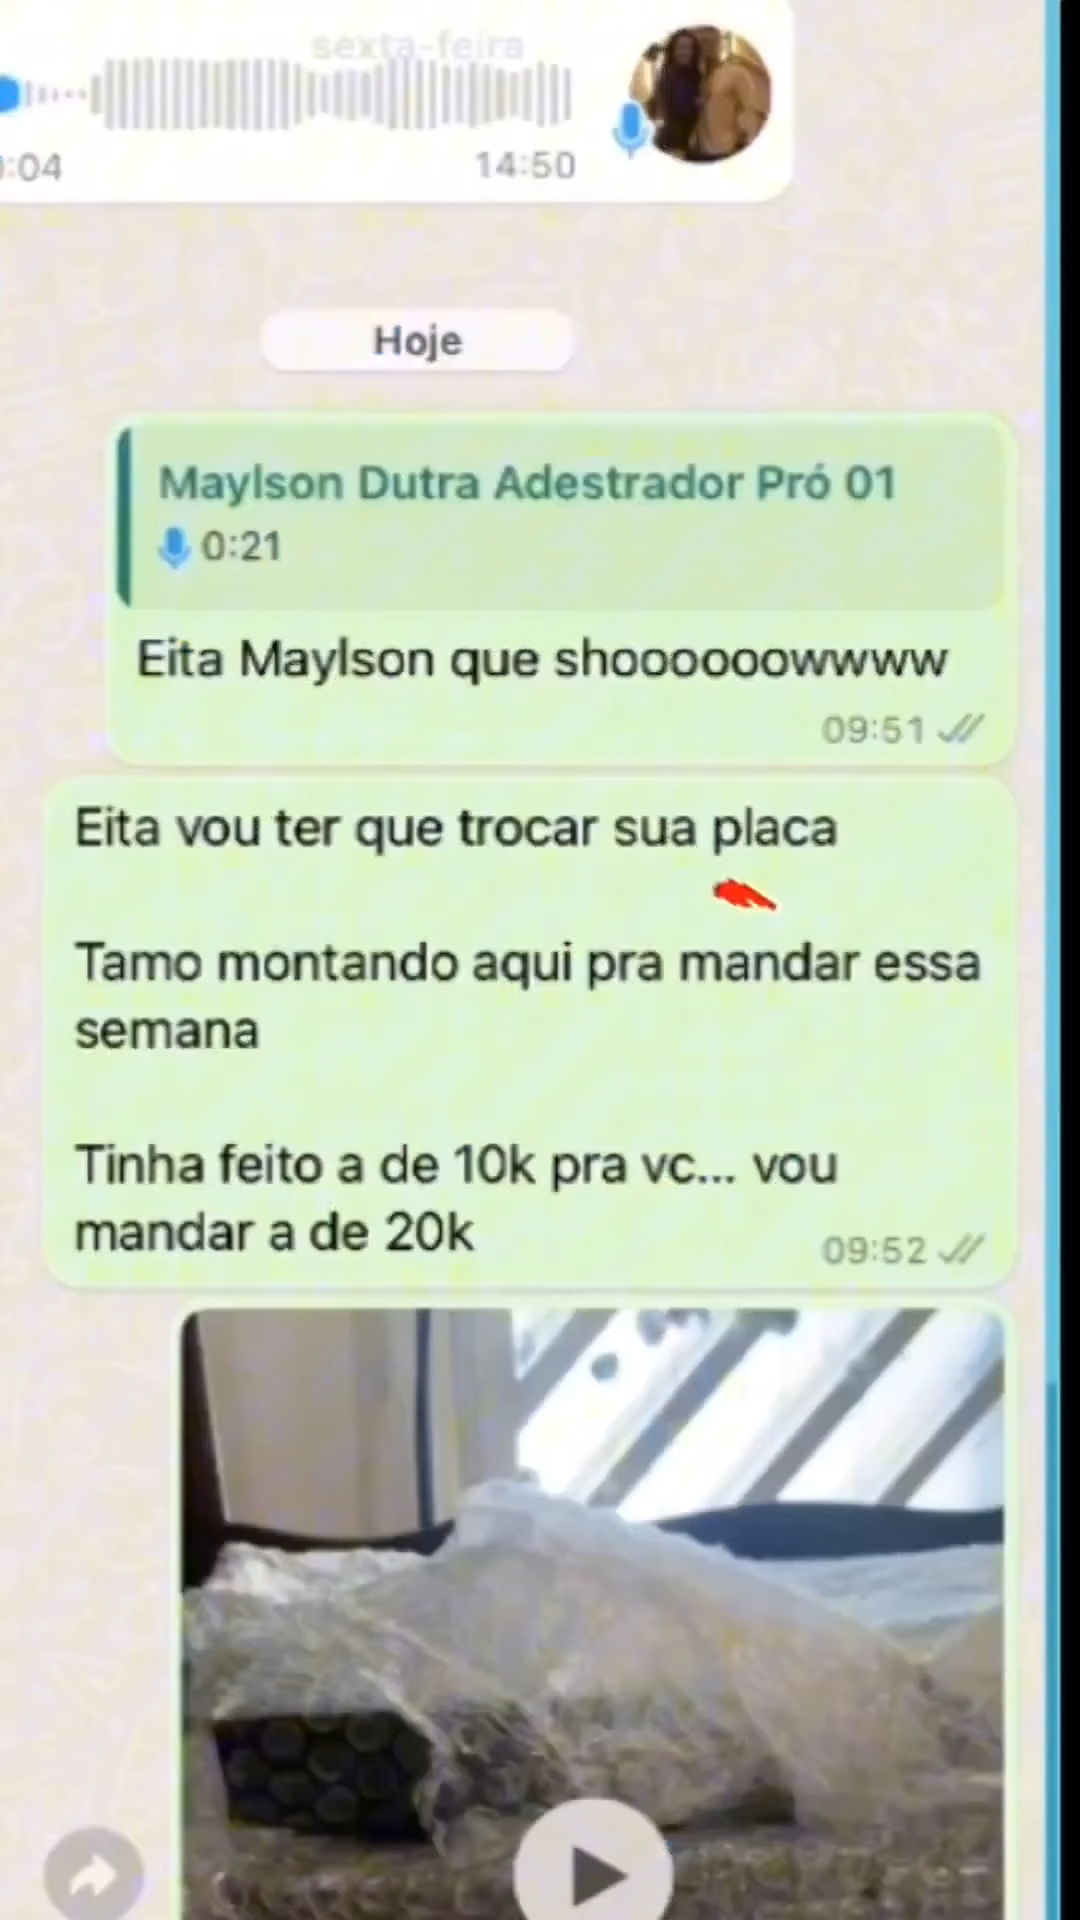 sexta-feira
:04
14:50
Hoje
Maylson Dutra Adestrador Pró 01
0:21
Eita Maylson que shoooooowwww
09:51
Eita vou ter que trocar sua placa
Tamo montando aqui pra mandar essa
semana
Tinha feito a de 10k pra vc... vou
mandar a de 20k
09:52